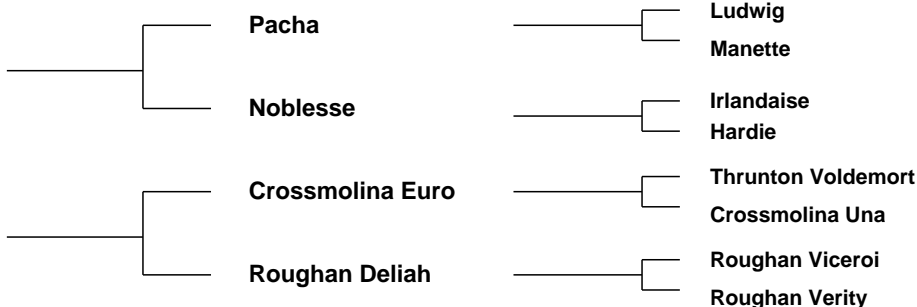 Pacha
Ludwig
Manette
Noblesse
Irlandaise
Hardie
Crossmolina Euro
Thrunton Voldemort
Crossmolina Una
Roughan Deliah
Roughan Viceroi
Roughan Verity